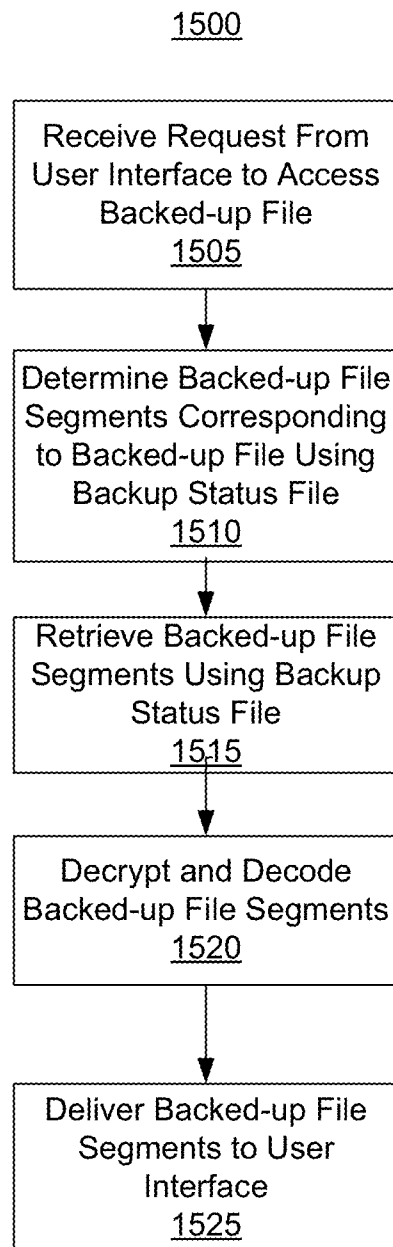 1500
Receive Request From
User Interface to Access
Backed-up File
1505
Determine Backed-up File
Segments Corresponding
to Backed-up File Using
Backup Status File
1510
Retrieve Backed-up File
Segments Using Backup
Status File
1515
Decrypt and Decode
Backed-up File Segments
1520
Deliver Backed-up File
Segments to User
Interface
1525